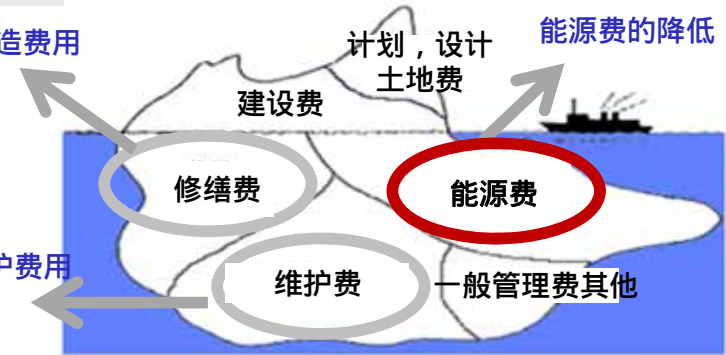 造费用
能源费的降低
计划，设计
土地费
建设费
修缮费
能源费
护费用
维护费
一般管理费其他